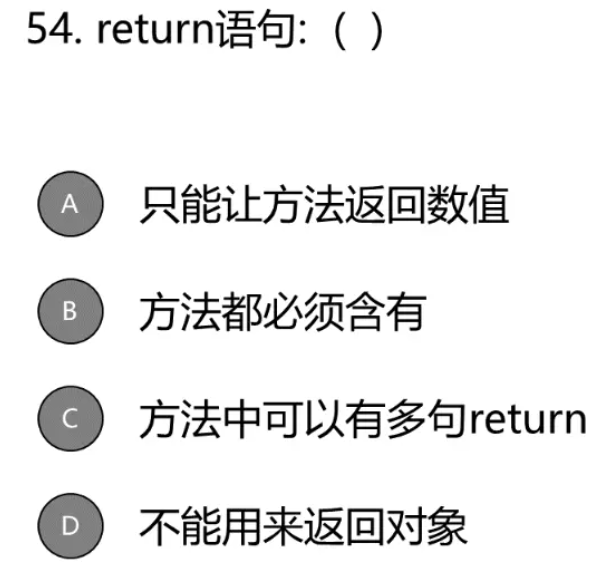 54. return语句:（ ）
A 只能让方法返回数值
B 方法都必须含有
C 方法中可以有多句return
D 不能用来返回对象